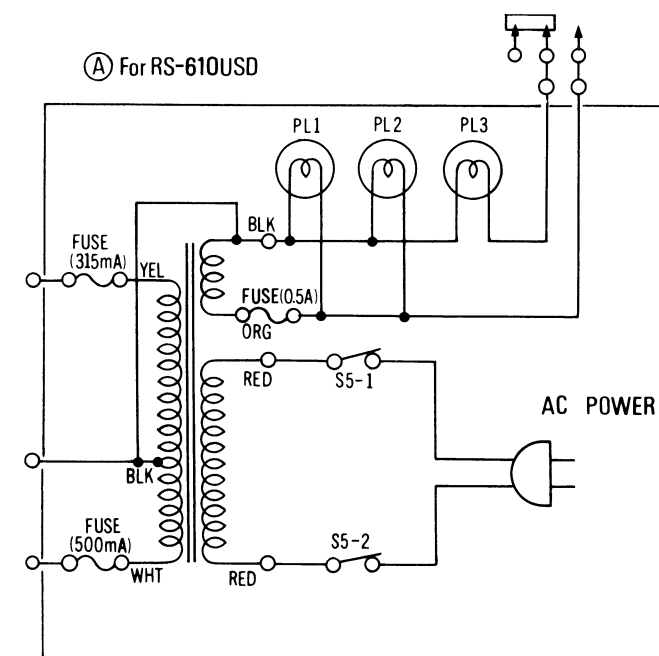 A For RS-610USD
PL1 PL2 PL3
BLK
FUSE
(315mA)
YEL
FUSE(0.5A)
ORG
RED
S5-1
AC POWER
BLK
FUSE
(500mA)
S5-2
WHT
RED